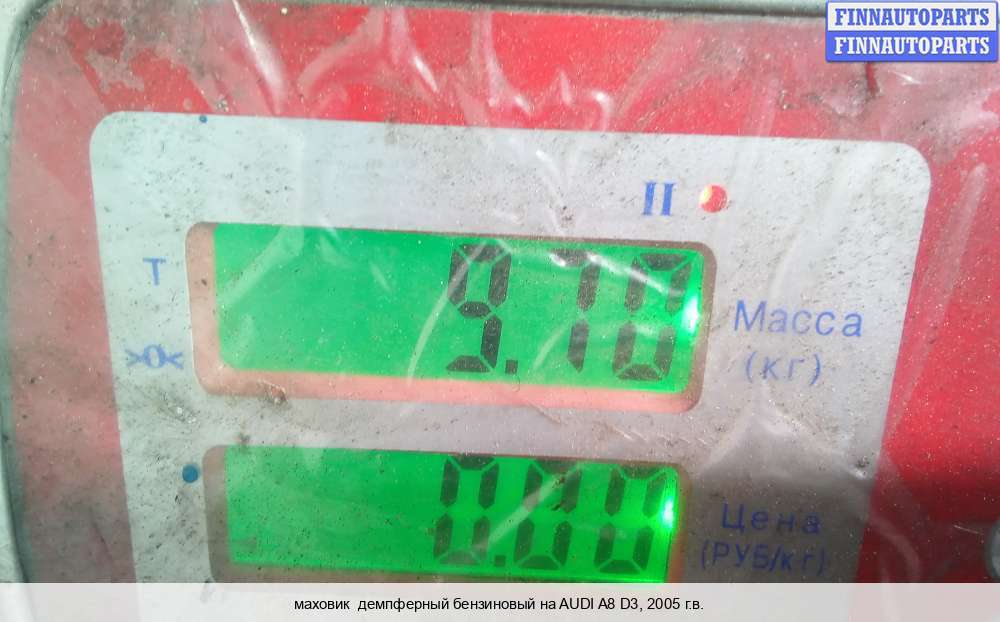 FINNAUTOPARTS
FINNAUTOPARTS
II
T
9.70
Масса
(кг)
>0<
0.00
Цена
(РУБ/кг)
маховик демпферный бензиновый на AUDI A8 D3, 2005 г.в.